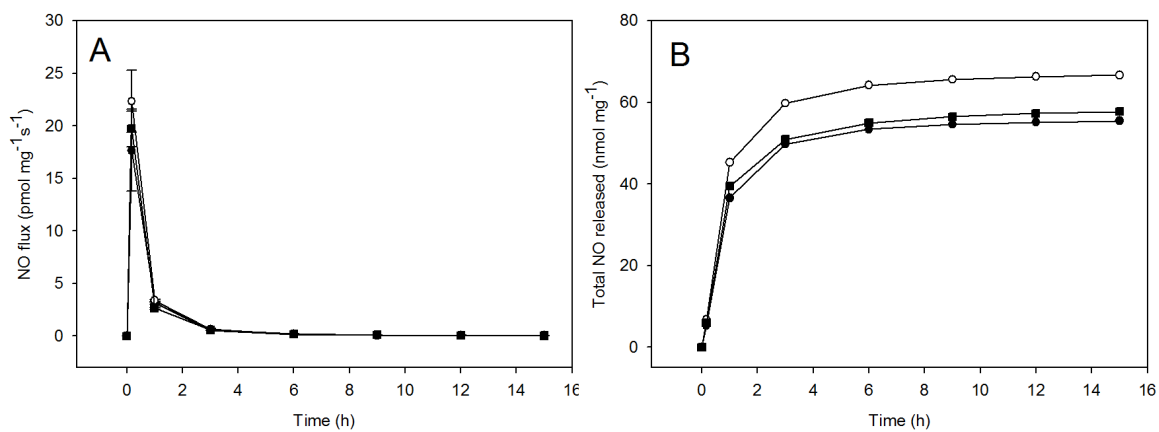 A
NO flux (pmol mg-1s-1)
30
25
20
15
10
5
0
0 2 4 6 8 10 12 14 16
Time (h)
B
Total NO released (nmol mg-1)
80
60
40
20
0
0 2 4 6 8 10 12 14 16
Time (h)